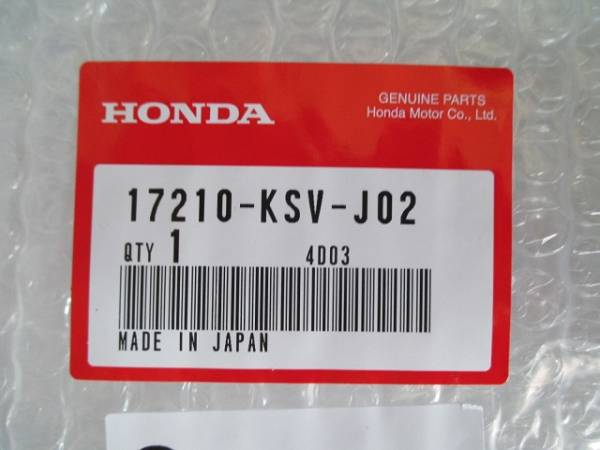 HONDA
GENUINE PARTS
Honda Motor Co., Ltd.
17210-KSV-J02
QTY 1 4D03
MADE IN JAPAN